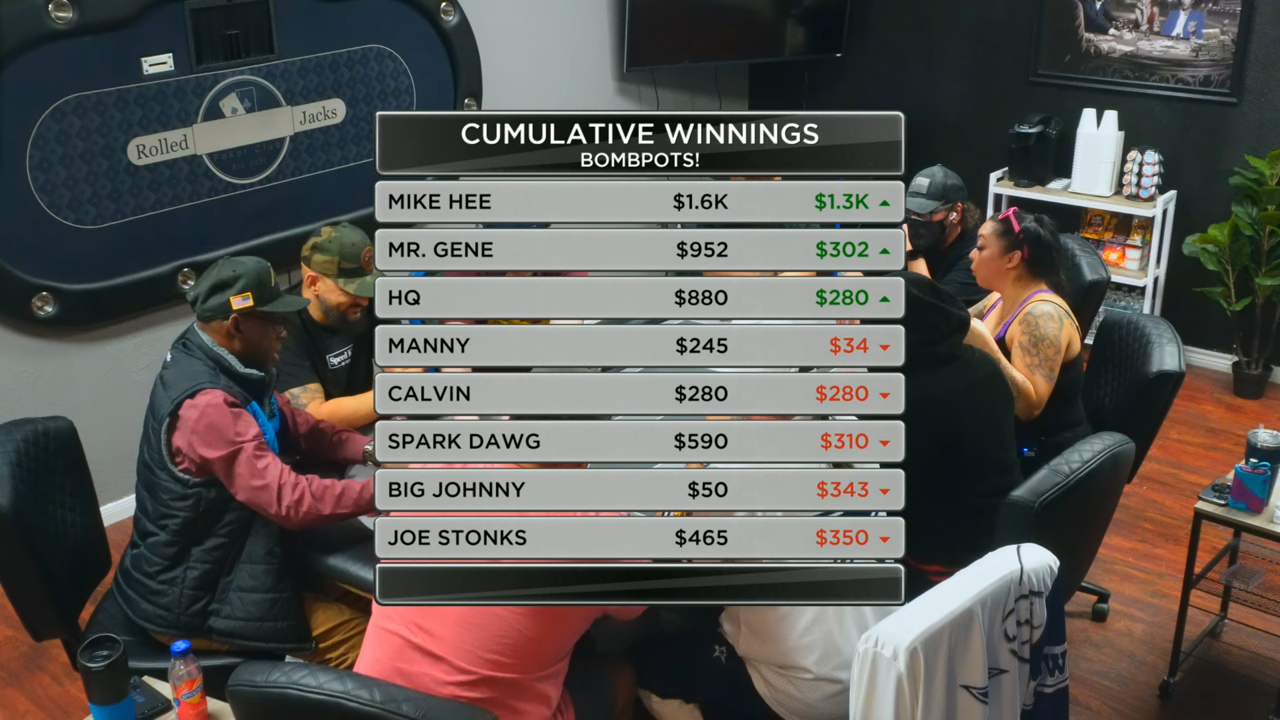 Rolled
Jacks
CUMULATIVE WINNINGS
BOMBPOTS!
MIKE HEE $1.6K $1.3K
MR. GENE $952 $302
HQ $880 $280
MANNY $245 $34
CALVIN $280 $280
SPARK DAWG $590 $310
BIG JOHNNY $50 $343
JOE STONKS $465 $350